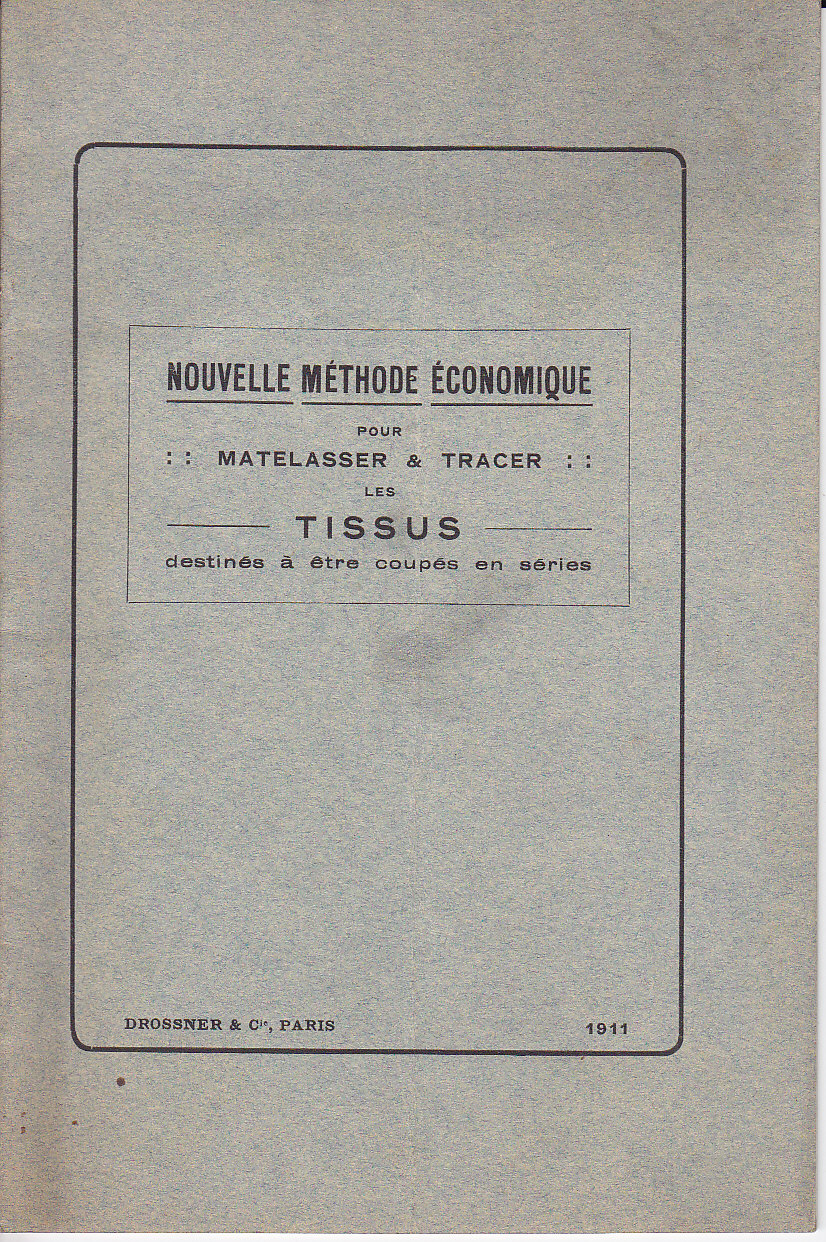 NOUVELLE MÉTHODE ÉCONOMIQUE
POUR
: : MATELASSER & TRACER : :
LES
TISSUS
destinés à être coupés en séries
DROSSNER & Cie, PARIS
1911